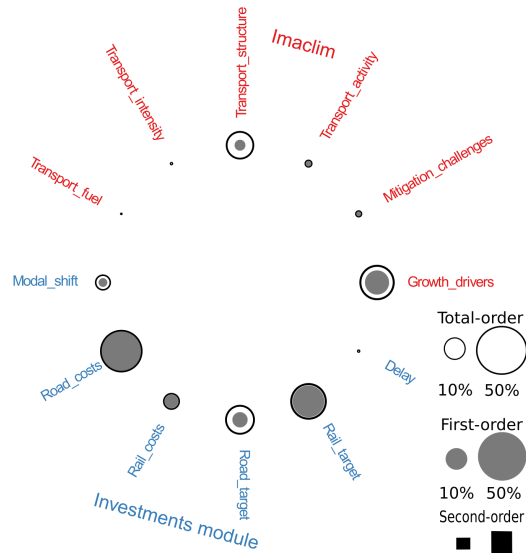 Imaclim
Transport_structure
Transport_intensity
Transport_activity
Transport_fuel
Mitigation_challenges
Modal_shift
Growth_drivers
Road_costs
Delay
Rail_costs
Road_target
Rail_target
Investments module
Total-order
10% 50%
First-order
10% 50%
Second-order